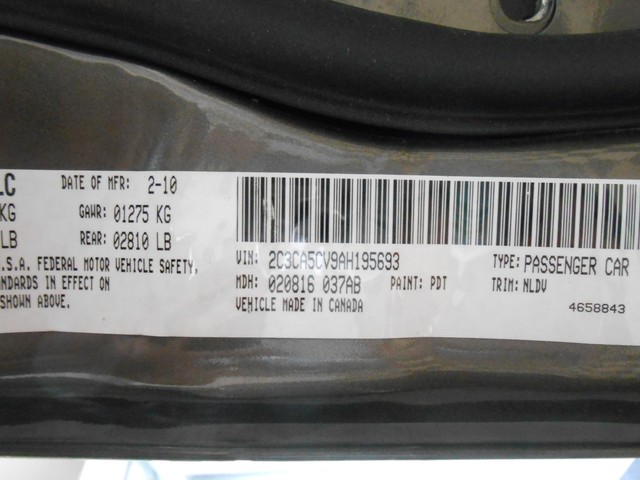 LC DATE OF MFR: 2-10
KG GAWR: 01275 KG
LB REAR: 02810 LB
.S.A. FEDERAL MOTOR VEHICLE SAFETY,
ANDARDS IN EFFECT ON
SHOWN ABOVE.
VIN: 2C3CA5CV9AH195693 TYPE: PASSENGER CAR
MDH: 020816 037AB PAINT: PDT TRIM: NLDV
VEHICLE MADE IN CANADA 4658843